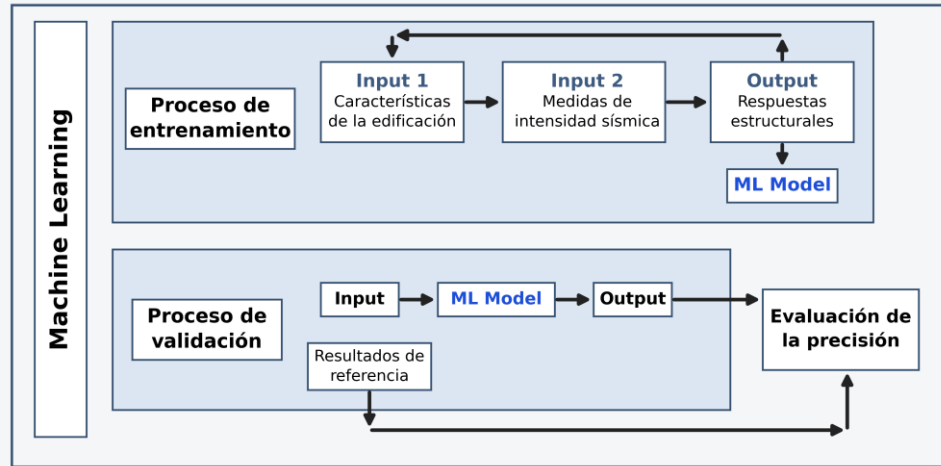 Machine Learning
Proceso de
entrenamiento
Input 1
Características
de la edificación
Input 2
Medidas de
intensidad sísmica
Output
Respuestas
estructurales
ML Model
Proceso de
validación
Input
ML Model
Output
Resultados de
referencia
Evaluación de
la precisión